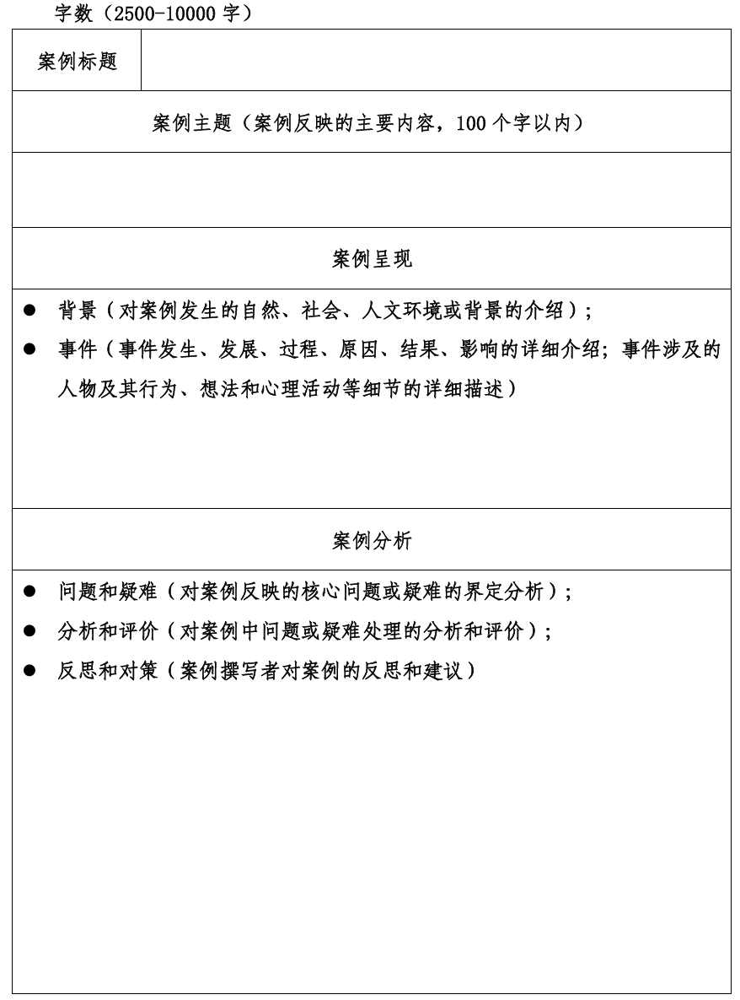 字数（2500-10000 字）
案例标题
案例主题（案例反映的主要内容，100 个字以内）
案例呈现
● 背景（对案例发生的自然、社会、人文环境或背景的介绍）；
● 事件（事件发生、发展、过程、原因、结果、影响的详细介绍；事件涉及的
人物及其行为、想法和心理活动等细节的详细描述）
案例分析
● 问题和疑难（对案例反映的核心问题或疑难的界定分析）；
● 分析和评价（对案例中问题或疑难处理的分析和评价）；
● 反思和对策（案例撰写者对案例的反思和建议）